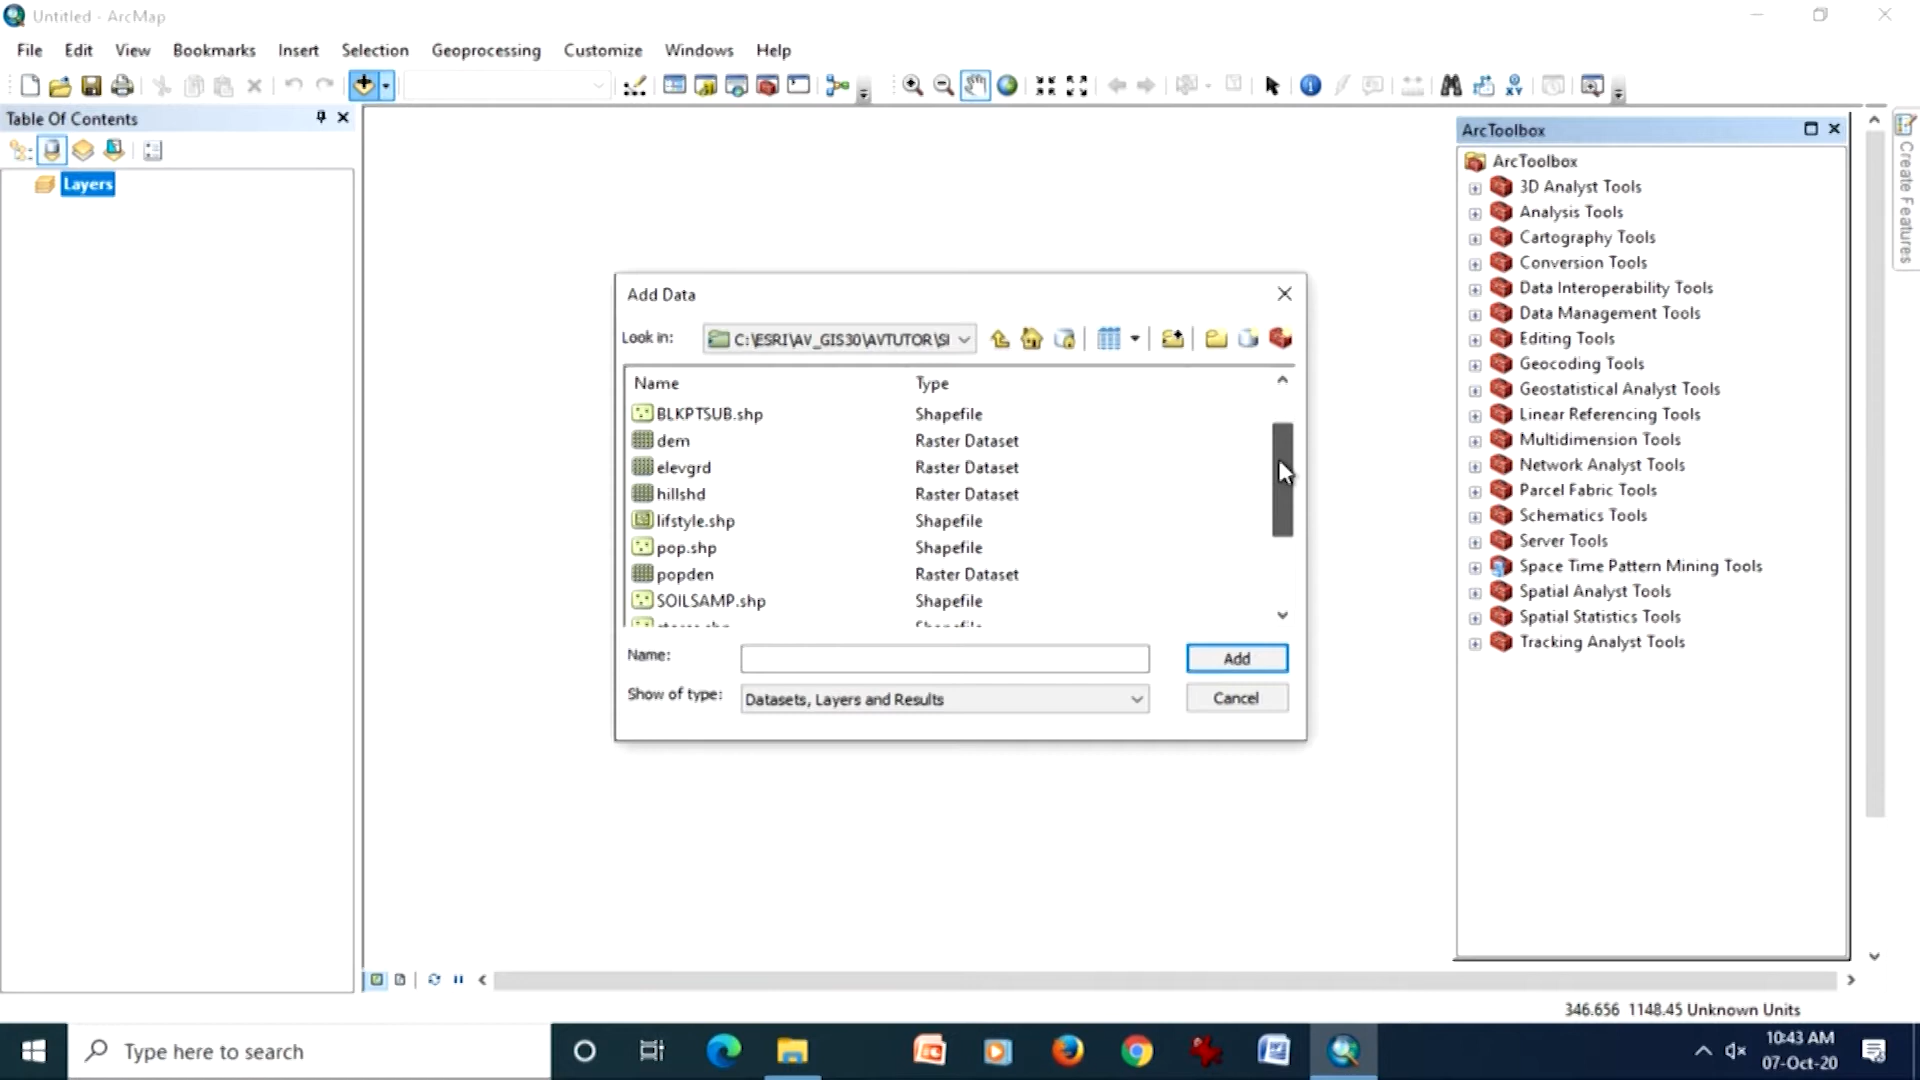 Untitled - ArcMap
File Edit View Bookmarks Insert Selection Geoprocessing Customize Windows Help
Table Of Contents
Layers
Add Data
Look in: C:\ESRI\AV_GIS30\AVTUTOR\SI
Name Type
BLKPTSUB.shp Shapefile
dem Raster Dataset
elevgrd Raster Dataset
hillshd Raster Dataset
lifstyle.shp Shapefile
pop.shp Shapefile
popden Raster Dataset
SOILSAMP.shp Shapefile
Name: Add
Show of type: Datasets, Layers and Results Cancel
ArcToolbox
ArcToolbox
3D Analyst Tools
Analysis Tools
Cartography Tools
Conversion Tools
Data Interoperability Tools
Data Management Tools
Editing Tools
Geocoding Tools
Geostatistical Analyst Tools
Linear Referencing Tools
Multidimension Tools
Network Analyst Tools
Parcel Fabric Tools
Schematics Tools
Server Tools
Space Time Pattern Mining Tools
Spatial Analyst Tools
Spatial Statistics Tools
Tracking Analyst Tools
Create Features
346.656 1148.45 Unknown Units
Type here to search
10:43 AM
07-Oct-20